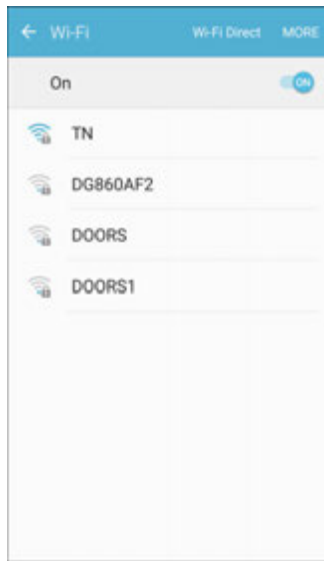 Wi-Fi Wi-Fi Direct MORE
On ON
TN
DG860AF2
DOORS
DOORS1